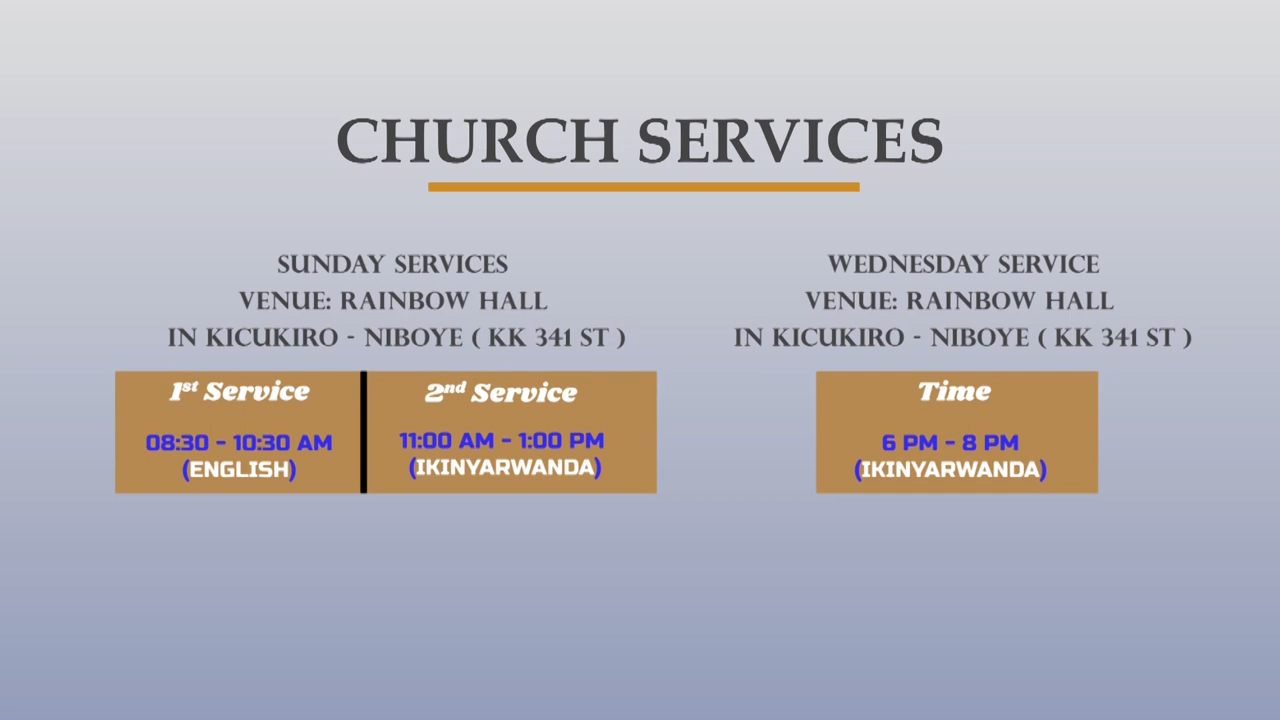 CHURCH SERVICES
SUNDAY SERVICES
VENUE: RAINBOW HALL
IN KICUKIRO - NIBOYE ( KK 341 ST )
1st Service
08:30 - 10:30 AM
(ENGLISH)
2nd Service
11:00 AM - 1:00 PM
(IKINYARWANDA)
WEDNESDAY SERVICE
VENUE: RAINBOW HALL
IN KICUKIRO - NIBOYE ( KK 341 ST )
Time
6 PM - 8 PM
(IKINYARWANDA)